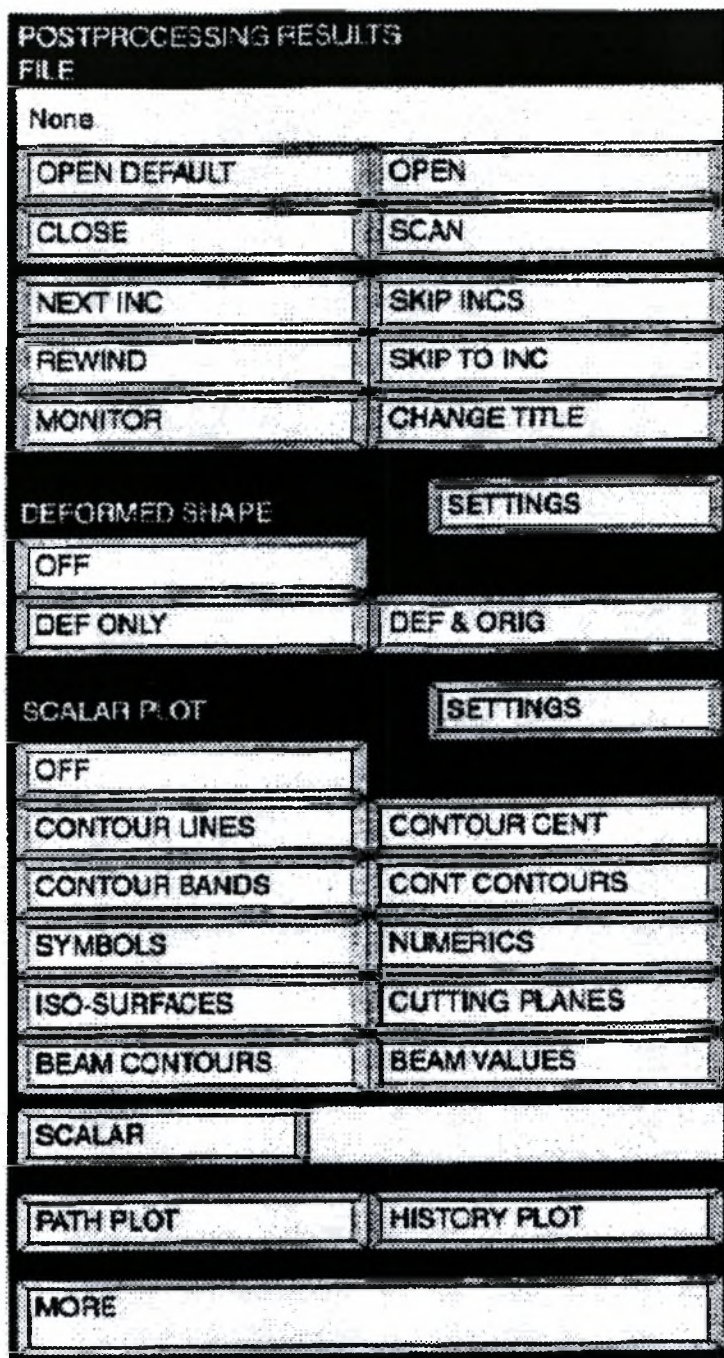 POSTPROCESSING RESULTS
FILE
None
OPEN DEFAULT OPEN
CLOSE SCAN
NEXT INC SKIP INCS
REWIND SKIP TO INC
MONITOR CHANGE TITLE
DEFORMED SHAPE SETTINGS
OFF
DEF ONLY DEF & ORIG
SCALAR PLOT SETTINGS
OFF
CONTOUR LINES CONTOUR CENT
CONTOUR BANDS CONT CONTOURS
SYMBOLS NUMERICS
ISO-SURFACES CUTTING PLANES
BEAM CONTOURS BEAM VALUES
SCALAR
PATH PLOT HISTORY PLOT
MORE